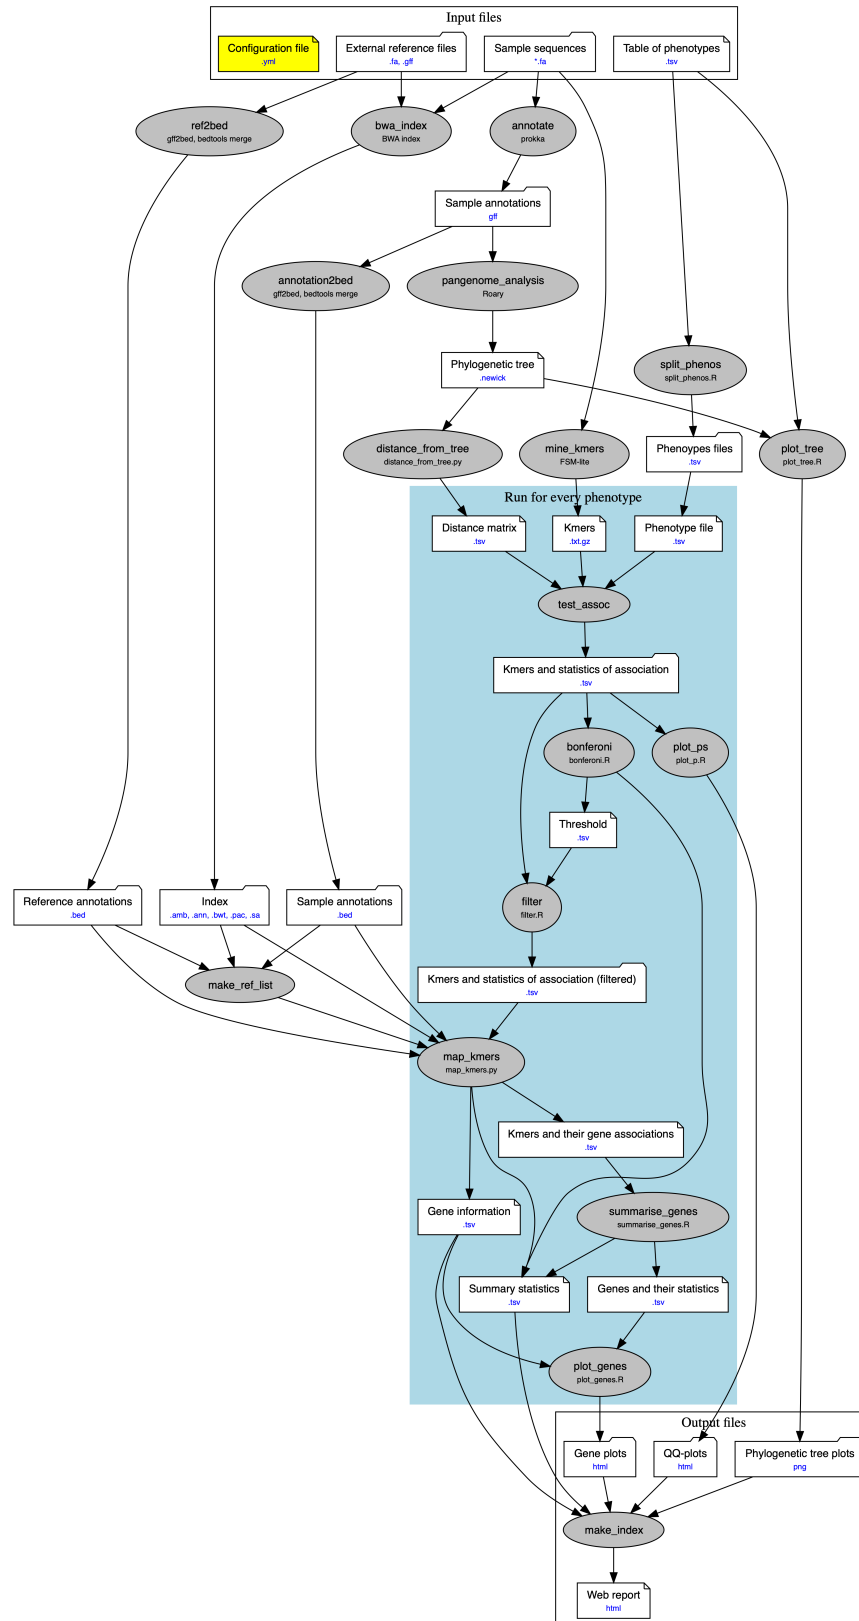 Input files
Configuration file
.yml
External reference files
.fa, .gff
Sample sequences
*.fa
Table of phenotypes
.tsv
ref2bed
gff2bed, bedtools merge
bwa_index
BWA index
annotate
prokka
Sample annotations
gff
annotation2bed
gff2bed, bedtools merge
pangenome_analysis
Roary
Phylogenetic tree
.newick
split_phenos
split_phenos.R
distance_from_tree
distance_from_tree.py
mine_kmers
FSM-lite
Phenoypes files
.tsv
plot_tree
plot_tree.R
Run for every phenotype
Distance matrix
.tsv
Kmers
.txt.gz
Phenotype file
.tsv
test_assoc
Kmers and statistics of association
.tsv
bonferoni
bonferoni.R
plot_ps
plot_p.R
Threshold
.tsv
filter
filter.R
Reference annotations
.bed
Index
.amb, .ann, .bwt, .pac, .sa
Sample annotations
.bed
make_ref_list
Kmers and statistics of association (filtered)
.tsv
map_kmers
map_kmers.py
Kmers and their gene associations
.tsv
Gene information
.tsv
summarise_genes
summarise_genes.R
Summary statistics
.tsv
Genes and their statistics
.tsv
plot_genes
plot_genes.R
Output files
Gene plots
html
QQ-plots
html
Phylogenetic tree plots
png
make_index
Web report
html